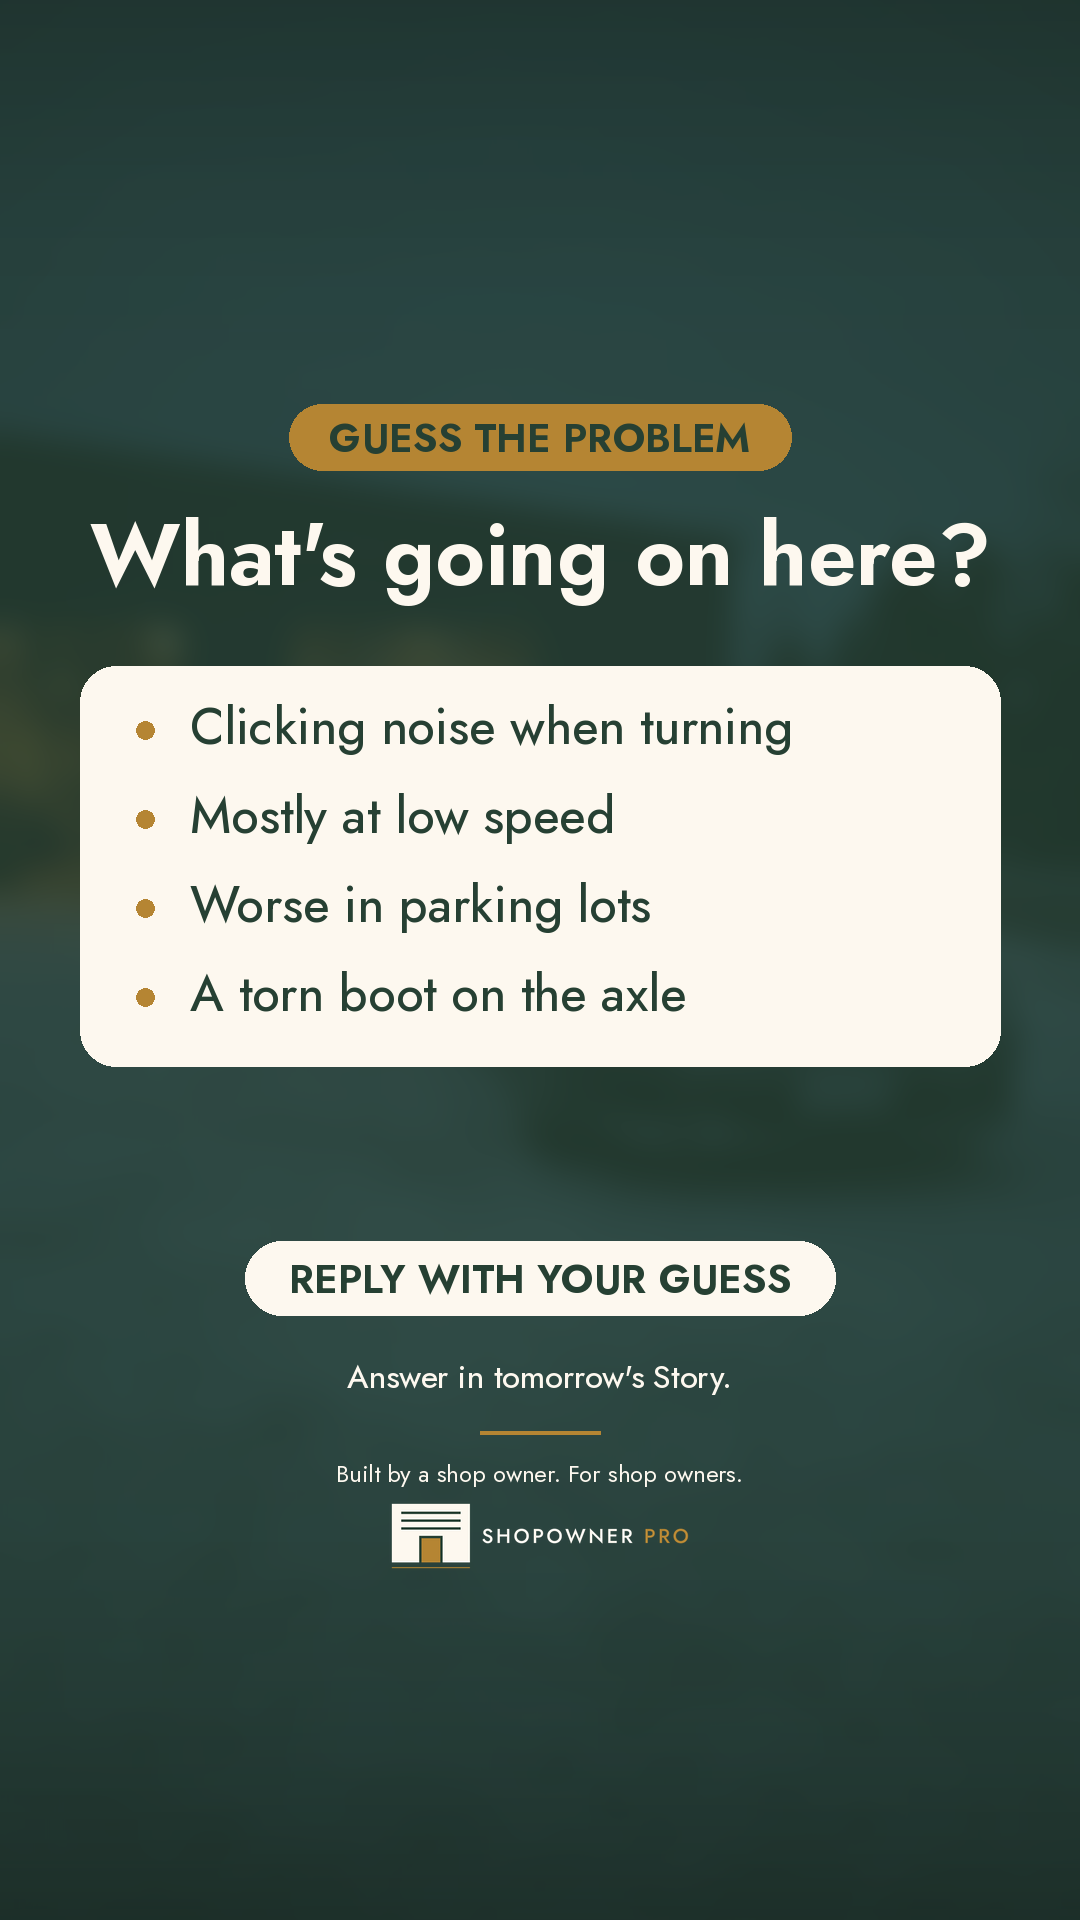 GUESS THE PROBLEM
What's going on here?
Clicking noise when turning
Mostly at low speed
Worse in parking lots
A torn boot on the axle
REPLY WITH YOUR GUESS
Answer in tomorrow's Story.
Built by a shop owner. For shop owners.
SHOPOWNER PRO